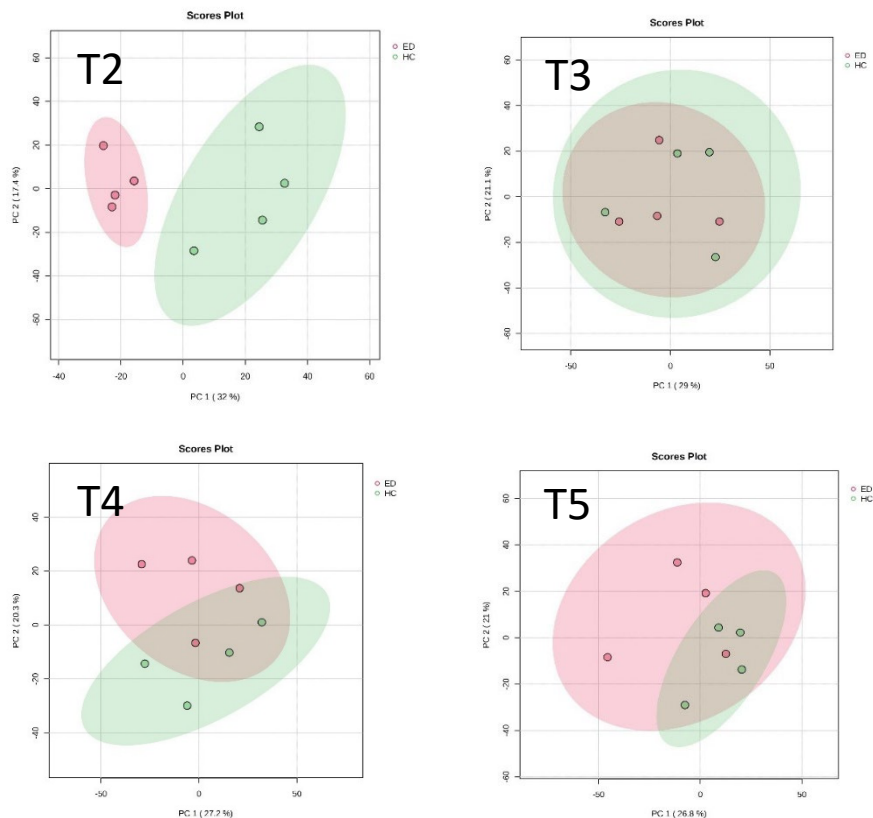 Scores Plot
T2
ED
HC
60
40
20
0
-20
-40
-60
PC 2 ( 17.4 %)
-40
-20
0
20
40
60
PC 1 ( 32 %)
Scores Plot
T3
ED
HC
60
40
20
0
-20
-40
-60
PC 2 ( 21.1 %)
-50
0
50
PC 1 ( 29 %)
Scores Plot
T4
ED
HC
40
20
0
-20
-40
PC 2 ( 20.3 %)
-50
0
50
PC 1 ( 27.2 %)
Scores Plot
T5
ED
HC
60
40
20
0
-20
-40
-60
PC 2 ( 21 %)
-50
0
50
PC 1 ( 26.8 %)